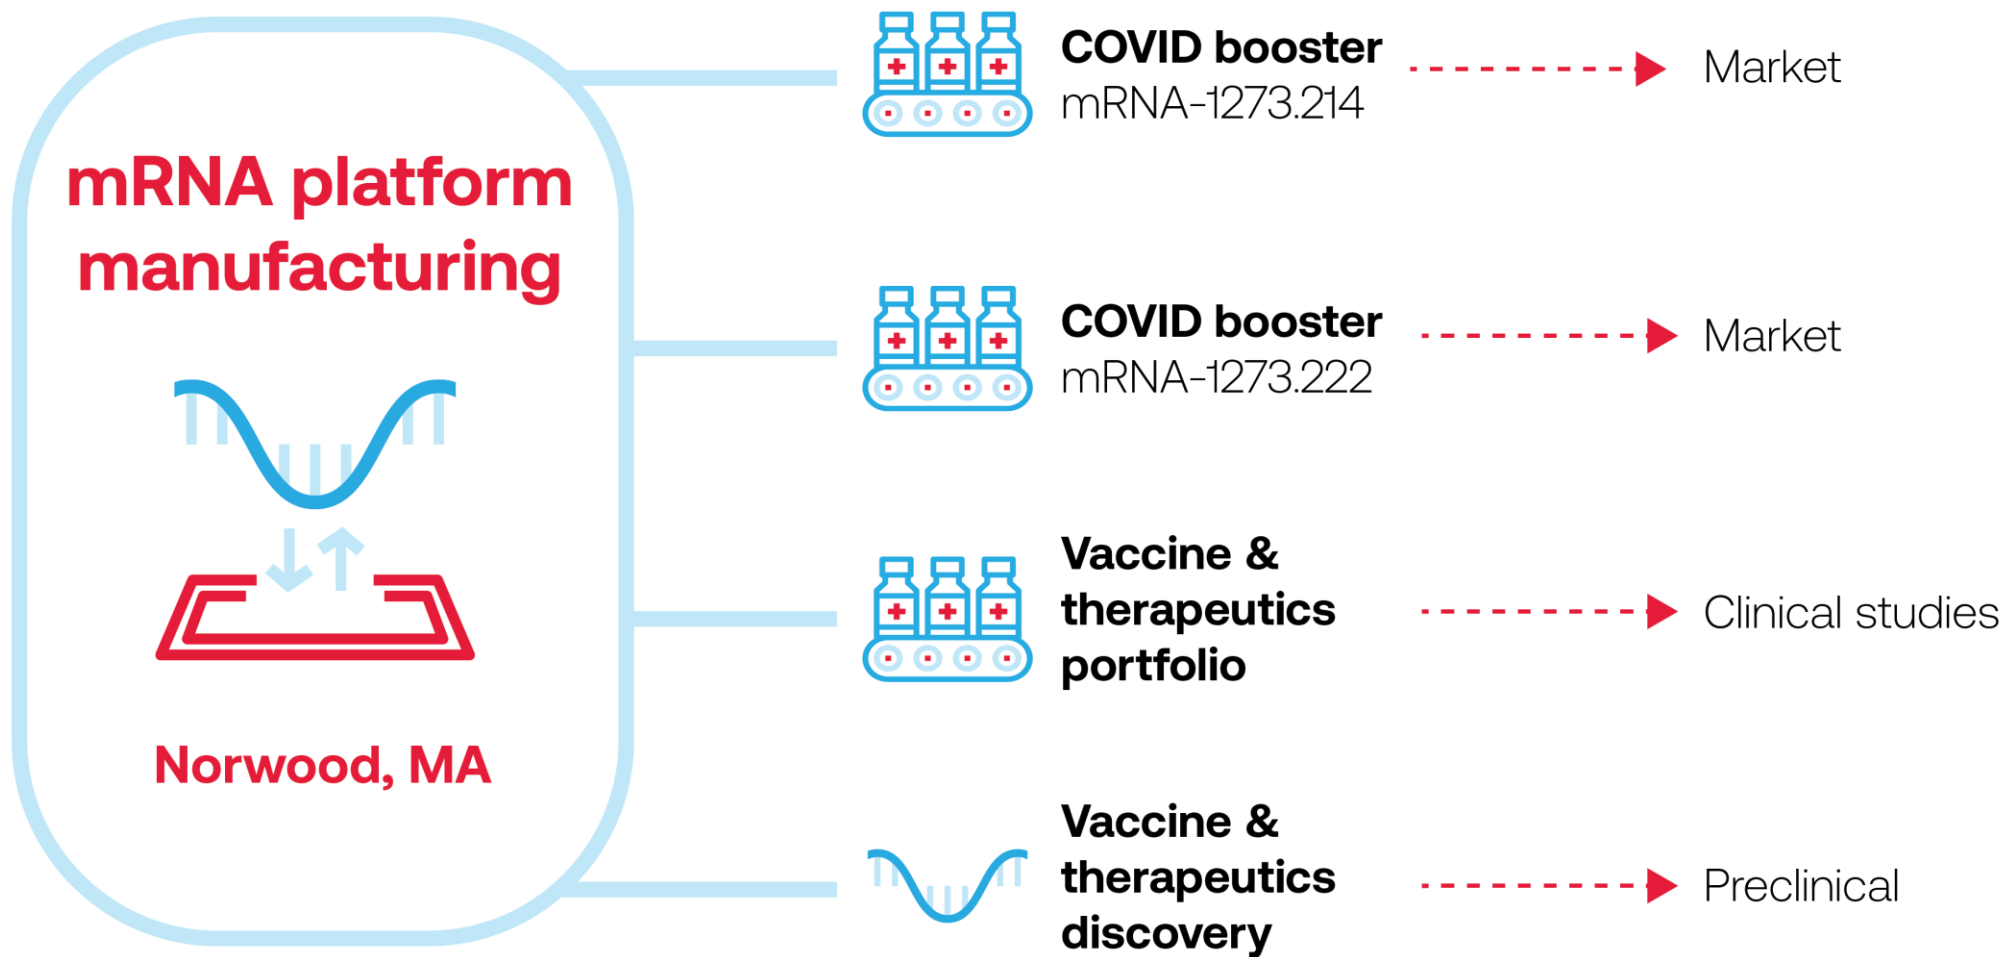 mRNA platform
manufacturing
Norwood, MA
COVID booster
mRNA-1273.214
Market
COVID booster
mRNA-1273.222
Market
Vaccine &
therapeutics
portfolio
Clinical studies
Vaccine &
therapeutics
discovery
Preclinical